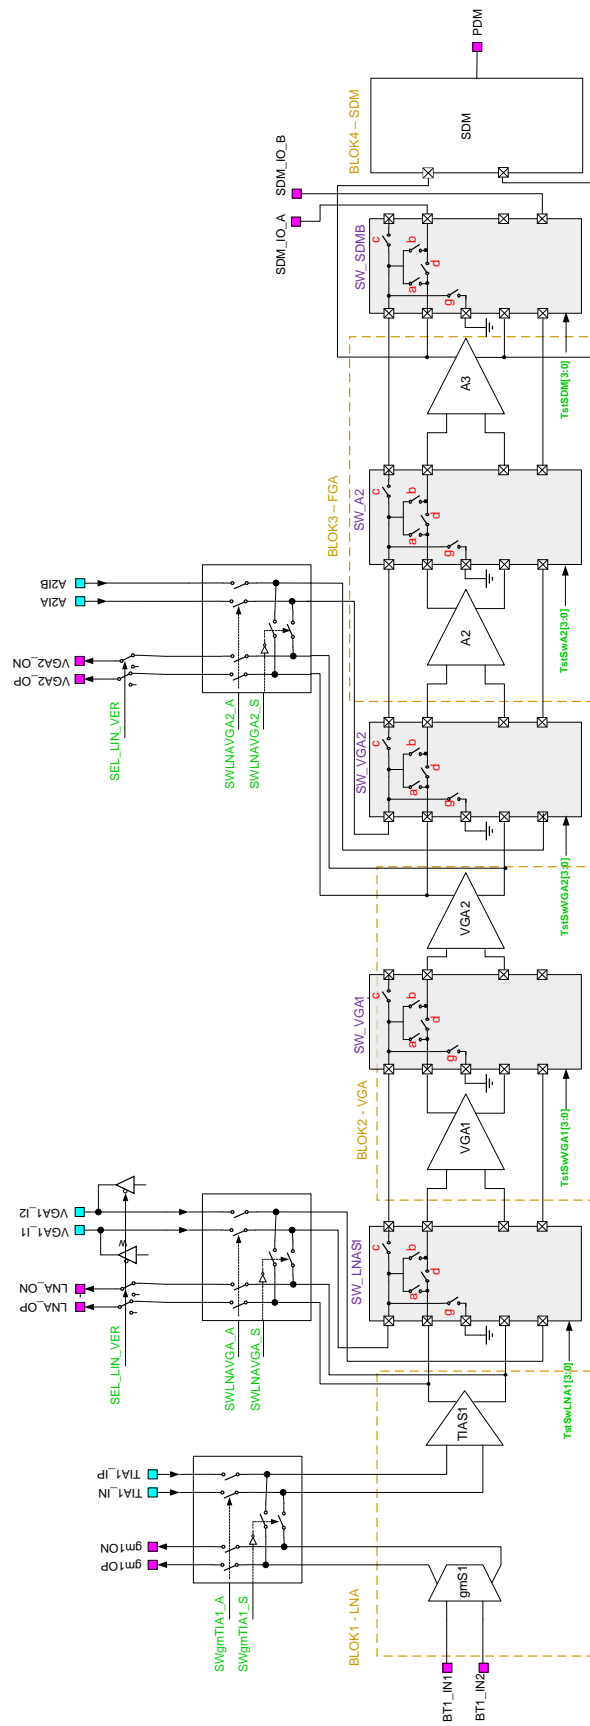 BLOK1 - LNA
BT1_IN1
BT1_IN2
gmS1
SWgmTIA1_A
SWgmTIA1_S
gm1OP
gm1ON
TIA1_IN
TIA1_IP
TIAS1
SEL_LIN_VER
LNA_OP
LNA_ON
VGA1_I1
VGA1_I2
W
SWLNAVGA_A
SWLNAVGA_S
SW_LNAS1
a
b
c
d
g
TstSwLNA1[3:0]
BLOK2 - VGA
VGA1
SW_VGA1
a
b
c
d
g
TstSwVGA1[3:0]
VGA2
SEL_LIN_VER
VGA2_OP
VGA2_ON
A2IA
A2IB
SWLNAVGA2_A
SWLNAVGA2_S
SW_VGA2
a
b
c
d
g
TstSwVGA2[3:0]
BLOK3 – FGA
A2
SW_A2
a
b
c
d
g
TstSwA2[3:0]
A3
SW_SDMB
a
b
c
d
g
TstSDM[3:0]
SDM_IO_A
SDM_IO_B
BLOK4 – SDM
SDM
PDM